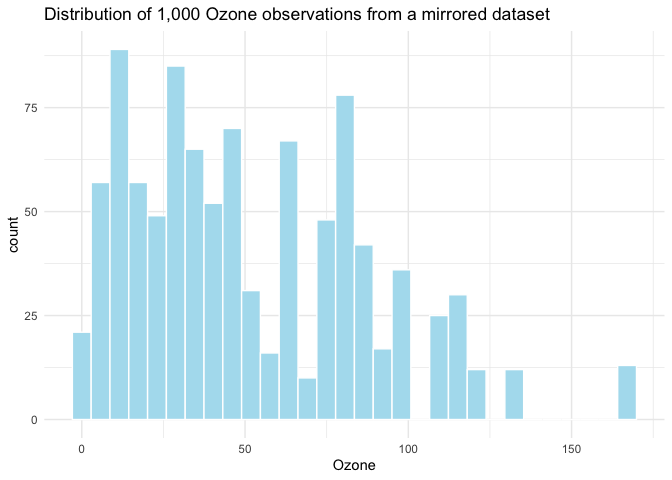 Distribution of 1,000 Ozone observations from a mirrored dataset
75
50
25
0
count
0 50 100 150
Ozone